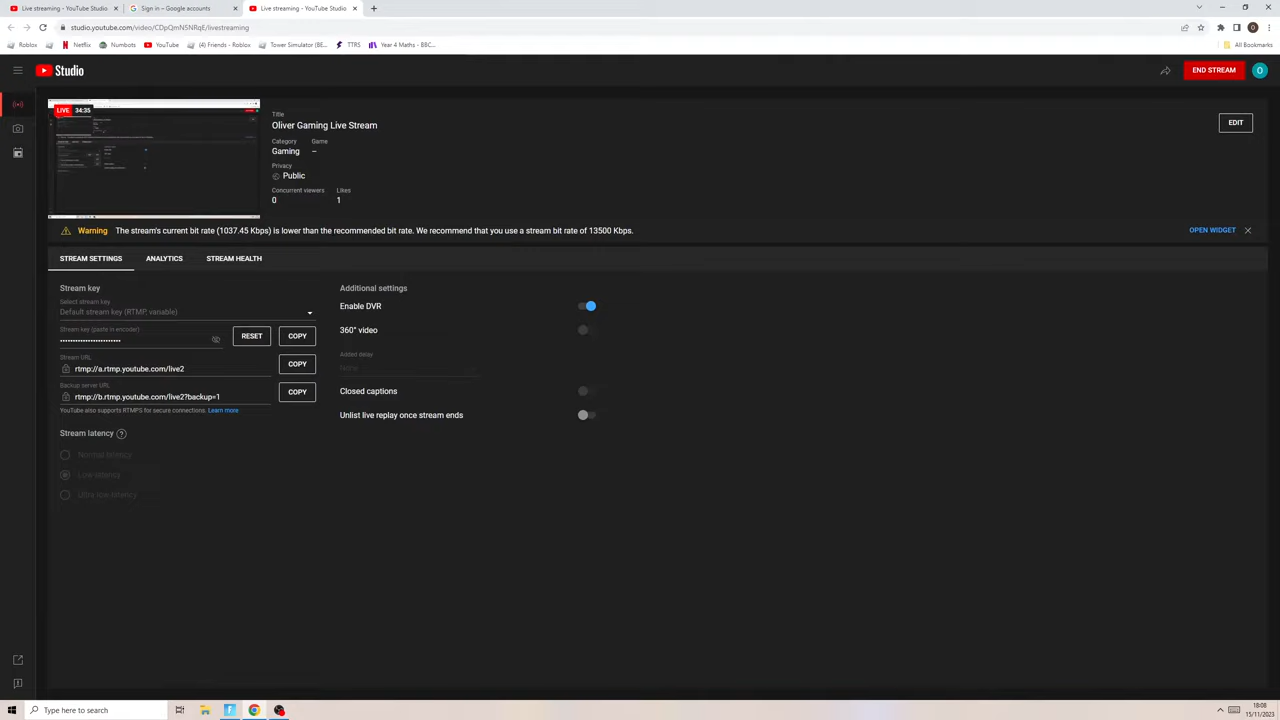 Live streaming - YouTube Studio
Sign in – Google accounts
Live streaming - YouTube Studio
studio.youtube.com/video/CDpQmN5NRqE/livestreaming
Roblox
Netflix
Numbots
YouTube
(4) Friends - Roblox
Tower Simulator (BE...
TTRS
Year 4 Maths - BBC...
All Bookmarks
Studio
END STREAM
O
LIVE 34:35
Title
Oliver Gaming Live Stream
EDIT
Category Game
Gaming –
Privacy
Public
Concurrent viewers Likes
0 1
Warning The stream's current bit rate (1037.45 Kbps) is lower than the recommended bit rate. We recommend that you use a stream bit rate of 13500 Kbps.
OPEN WIDGET
STREAM SETTINGS ANALYTICS STREAM HEALTH
Stream key
Select stream key
Default stream key (RTMP, variable)
Stream key (paste in encoder)
RESET COPY
Stream URL
rtmp://a.rtmp.youtube.com/live2
COPY
Backup server URL
rtmp://b.rtmp.youtube.com/live2?backup=1
COPY
YouTube also supports RTMPS for secure connections. Learn more
Stream latency ?
Normal latency
Low latency
Ultra low-latency
Additional settings
Enable DVR
360° video
Added delay
None
Closed captions
Unlist live replay once stream ends
Type here to search
18:08
15/11/2023